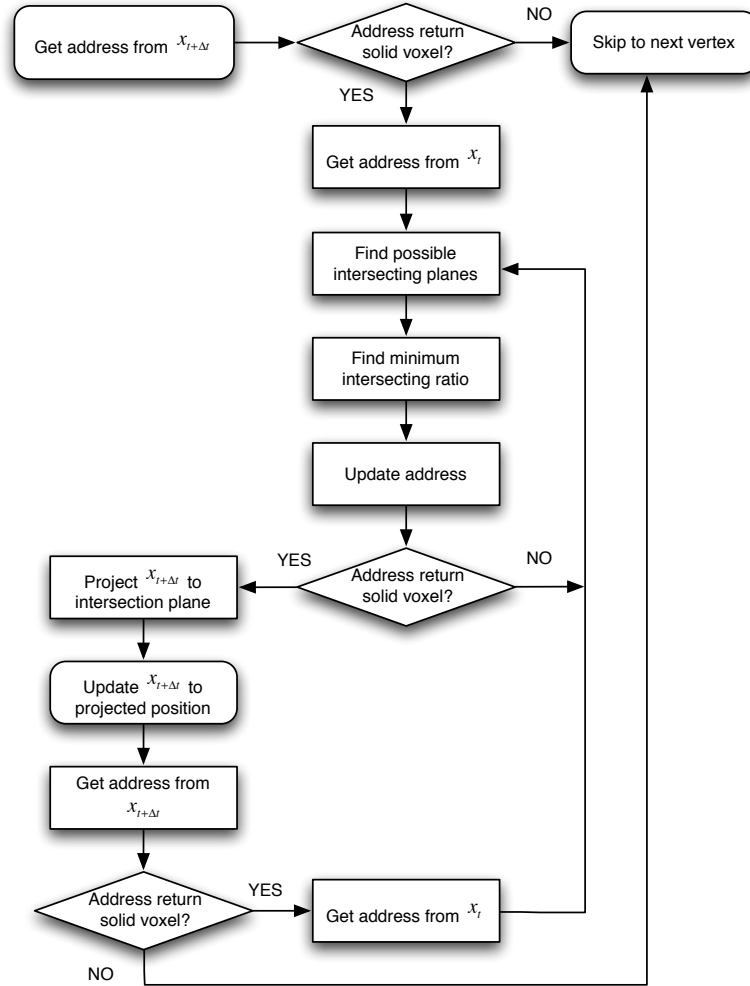 Get address from x_{t+Δt}
Address return
solid voxel?
NO
Skip to next vertex
YES
Get address from x_t
Find possible
intersecting planes
Find minimum
intersecting ratio
Update address
YES
Address return
solid voxel?
NO
Project x_{t+Δt} to
intersection plane
Update x_{t+Δt} to
projected position
Get address from
x_{t+Δt}
Address return
solid voxel?
YES
Get address from x_t
NO